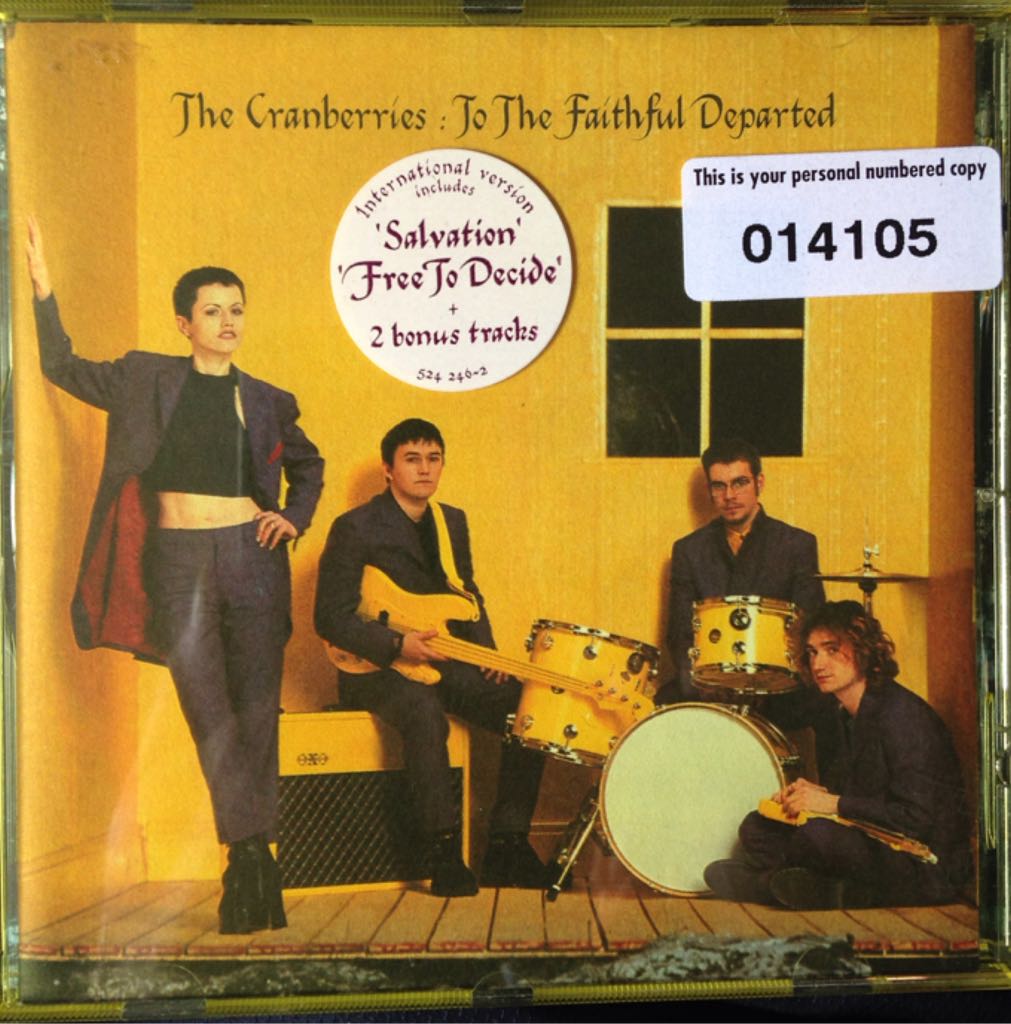 The Cranberries : To The Faithful Departed
International version
includes
'Salvation'
'Free To Decide'
+
2 bonus tracks
524 246-2
This is your personal numbered copy
014105